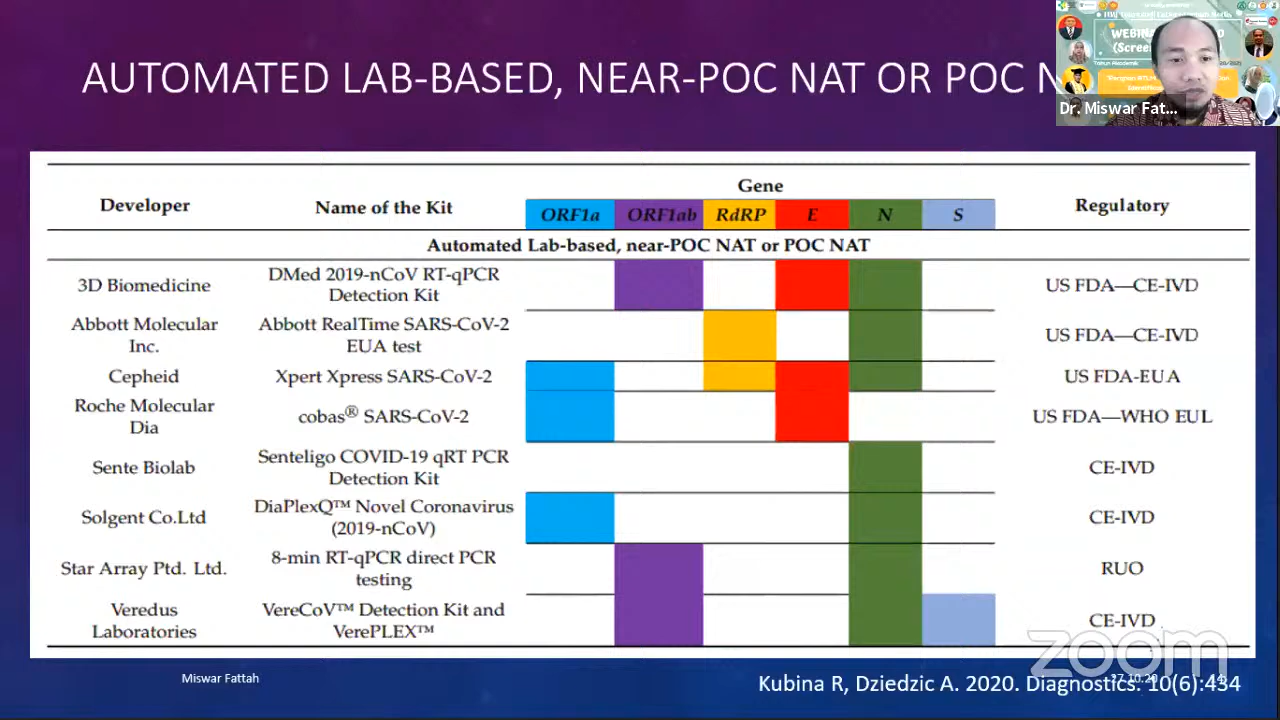 AUTOMATED LAB-BASED, NEAR-POC NAT OR POC
WEBINA
(Scree
Dr. Miswar Fat...
Gene
Developer Name of the Kit ORF1a ORF1ab RdRP E N S Regulatory
Automated Lab-based, near-POC NAT or POC NAT
3D Biomedicine DMed 2019-nCoV RT-qPCR Detection Kit US FDA—CE-IVD
Abbott Molecular Inc. Abbott RealTime SARS-CoV-2 EUA test US FDA—CE-IVD
Cepheid Xpert Xpress SARS-CoV-2 US FDA-EUA
Roche Molecular Dia cobas® SARS-CoV-2 US FDA—WHO EUL
Sente Biolab Senteligo COVID-19 qRT PCR Detection Kit CE-IVD
Solgent Co.Ltd DiaPlexQ™ Novel Coronavirus (2019-nCoV) CE-IVD
Star Array Ptd. Ltd. 8-min RT-qPCR direct PCR testing RUO
Veredus Laboratories VereCoV™ Detection Kit and VerePLEX™ CE-IVD
zoom
Miswar Fattah
27.10.20
Kubina R, Dziedzic A. 2020. Diagnostics. 10(6):434